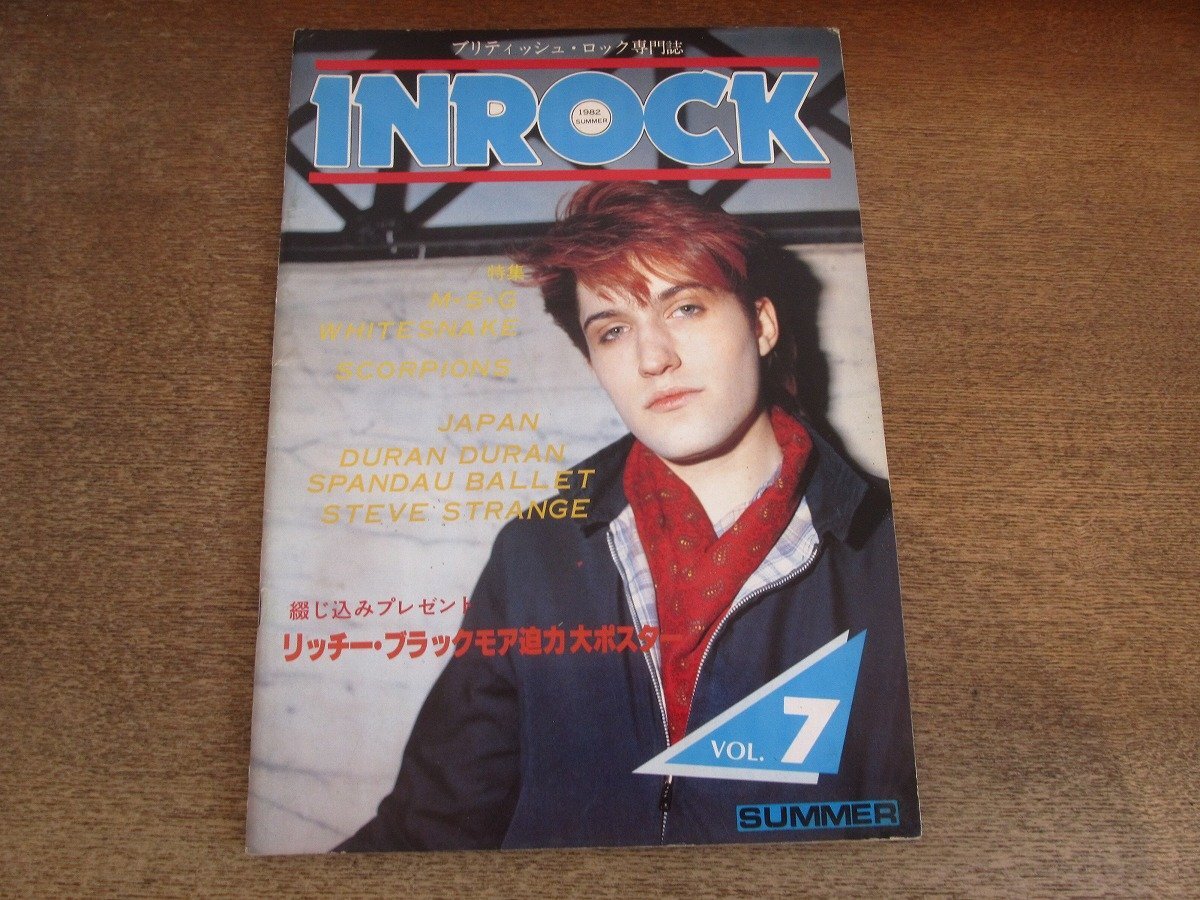 ブリティッシュ・ロック専門誌
INROCK
1982
SUMMER
特集
M・S・G
WHITESNAKE
SCORPIONS
JAPAN
DURAN DURAN
SPANDAU BALLET
STEVE STRANGE
綴じ込みプレゼント
リッチー・ブラックモア迫力大ポスター
VOL. 7
SUMMER